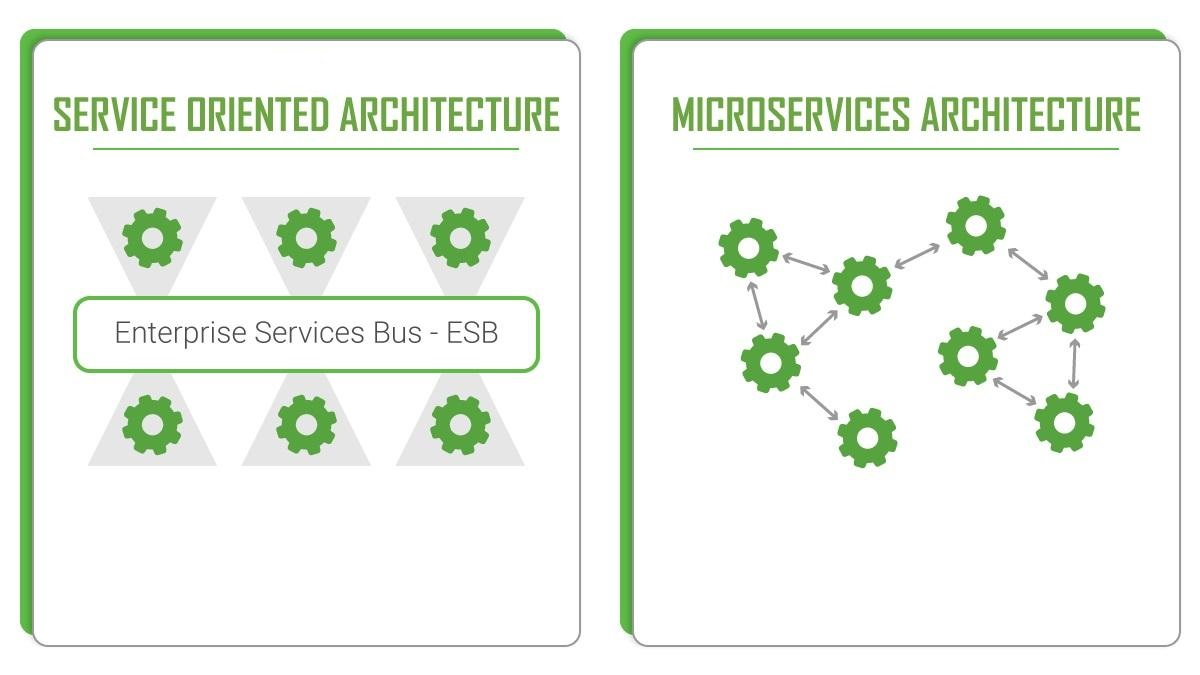 SERVICE ORIENTED ARCHITECTURE
Enterprise Services Bus - ESB
MICROSERVICES ARCHITECTURE